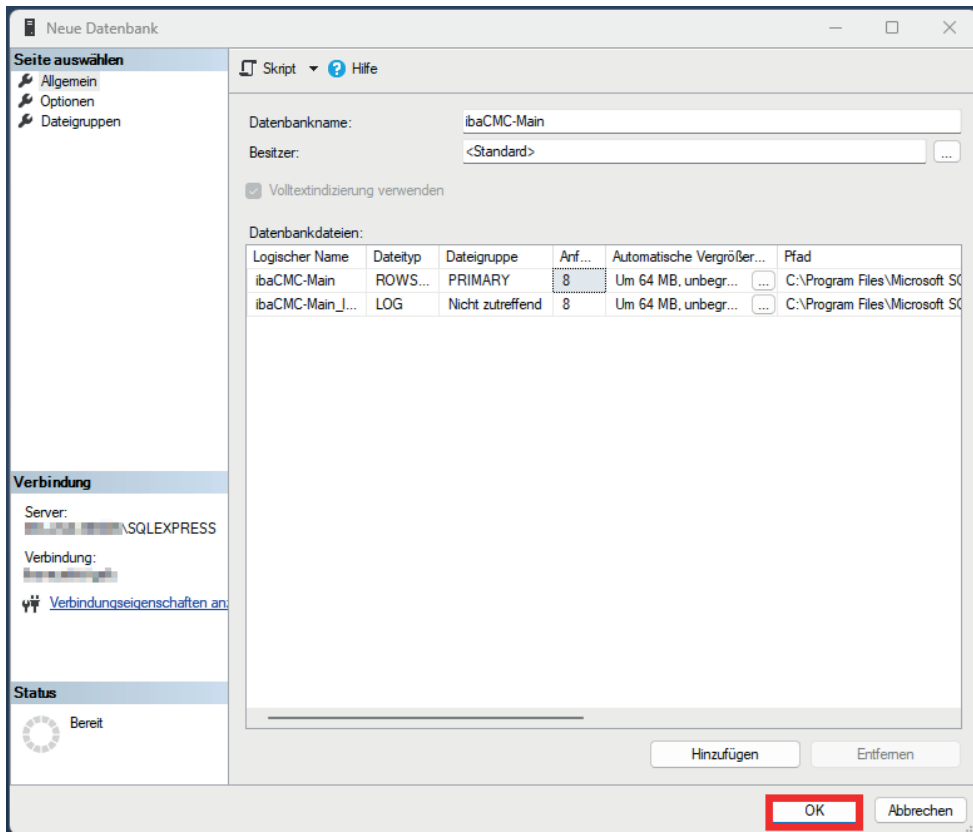 Neue Datenbank
Seite auswählen
Allgemein
Optionen
Dateigruppen
Skript
Hilfe
Datenbankname: ibaCMC-Main
Besitzer: <Standard> ...
Volltextindizierung verwenden
Datenbankdateien:
Logischer Name Dateityp Dateigruppe Anf... Automatische Vergrößer... Pfad
ibaCMC-Main ROWS... PRIMARY 8 Um 64 MB, unbegr... ... C:\Program Files\Microsoft SQ
ibaCMC-Main_l... LOG Nicht zutreffend 8 Um 64 MB, unbegr... ... C:\Program Files\Microsoft SQ
Verbindung
Server:
\SQLEXPRESS
Verbindung:
Verbindungseigenschaften an
Status
Bereit
Hinzufügen Entfernen
OK Abbrechen